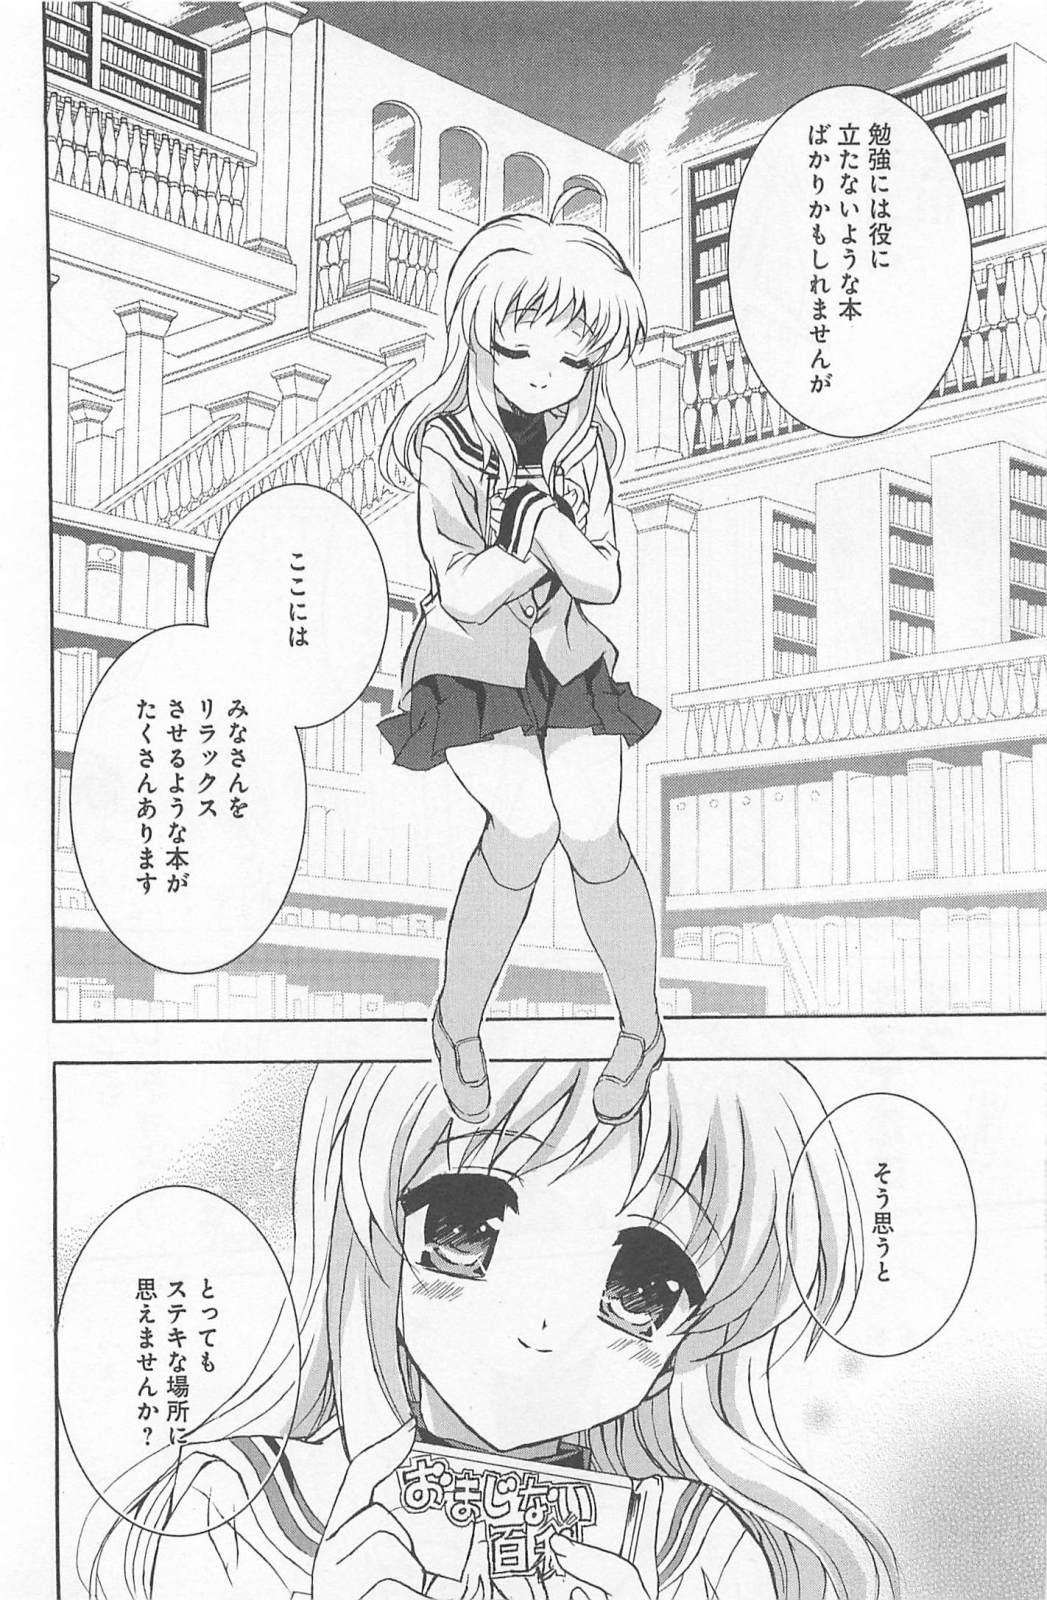 勉強には役に
立たないような本
ばかりかもしれませんが
ここには
みなさんを
リラックス
させるような本が
たくさんあります
そう思うと
とっても
ステキな場所に
思えませんか?
おまじない
百科